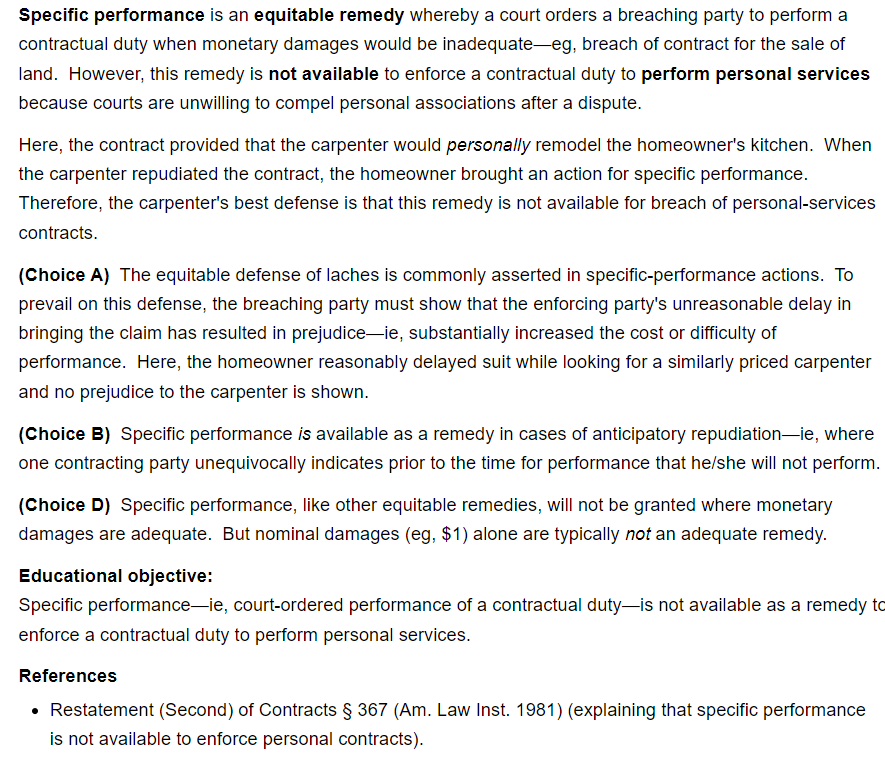 Specific performance is an equitable remedy whereby a court orders a breaching party to perform a
contractual duty when monetary damages would be inadequate—eg, breach of contract for the sale of
land.  However, this remedy is not available to enforce a contractual duty to perform personal services
because courts are unwilling to compel personal associations after a dispute.
Here, the contract provided that the carpenter would personally remodel the homeowner's kitchen.  When
the carpenter repudiated the contract, the homeowner brought an action for specific performance.
Therefore, the carpenter's best defense is that this remedy is not available for breach of personal-services
contracts.
(Choice A)  The equitable defense of laches is commonly asserted in specific-performance actions.  To
prevail on this defense, the breaching party must show that the enforcing party's unreasonable delay in
bringing the claim has resulted in prejudice—ie, substantially increased the cost or difficulty of
performance.  Here, the homeowner reasonably delayed suit while looking for a similarly priced carpenter
and no prejudice to the carpenter is shown.
(Choice B)  Specific performance is available as a remedy in cases of anticipatory repudiation—ie, where
one contracting party unequivocally indicates prior to the time for performance that he/she will not perform.
(Choice D)  Specific performance, like other equitable remedies, will not be granted where monetary
damages are adequate.  But nominal damages (eg, $1) alone are typically not an adequate remedy.
Educational objective:
Specific performance—ie, court-ordered performance of a contractual duty—is not available as a remedy to
enforce a contractual duty to perform personal services.
References
• Restatement (Second) of Contracts § 367 (Am. Law Inst. 1981) (explaining that specific performance
is not available to enforce personal contracts).